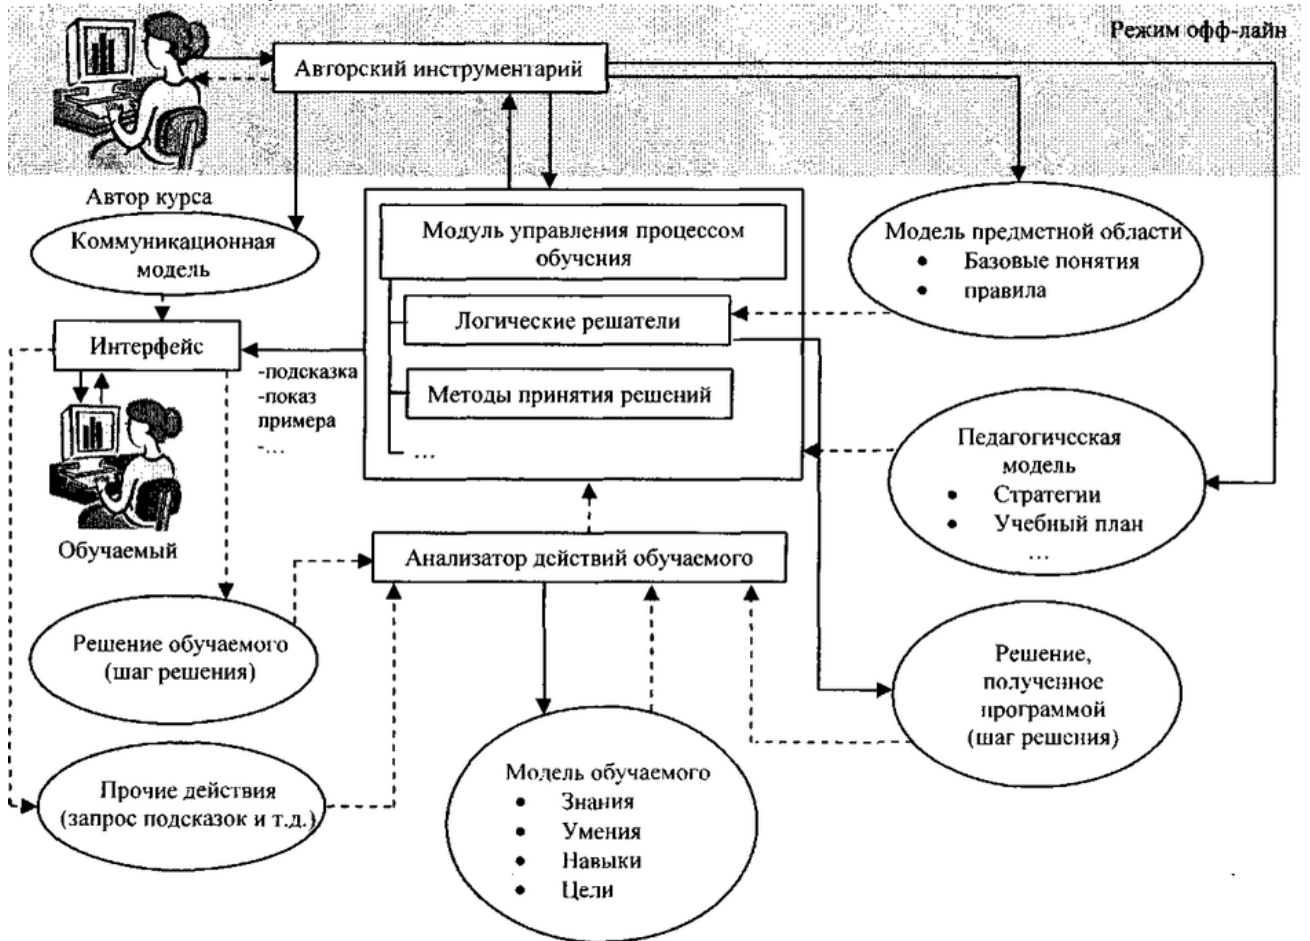 Режим офф-лайн
Авторский инструментарий
Автор курса
Коммуникационная
модель
Модуль управления процессом
обучения
Логические решатели
Методы принятия решений
...
Модель предметной области
• Базовые понятия
• правила
Интерфейс
-подсказка
-показ
примера
-...
Обучаемый
Педагогическая
модель
• Стратегии
• Учебный план
...
Анализатор действий обучаемого
Решение обучаемого
(шаг решения)
Решение,
полученное
программой
(шаг решения)
Прочие действия
(запрос подсказок и т.д.)
Модель обучаемого
• Знания
• Умения
• Навыки
• Цели